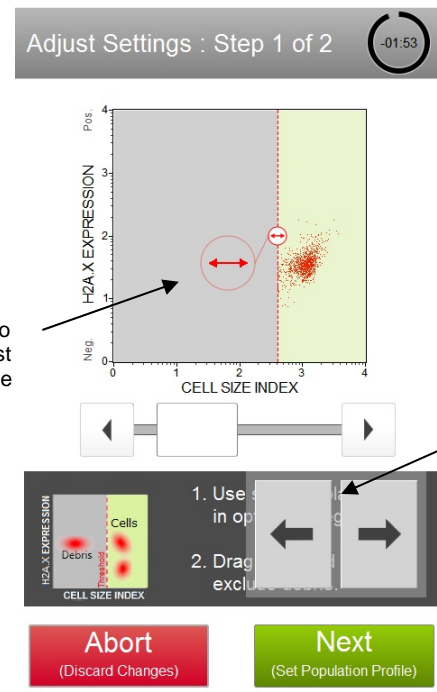 Adjust Settings : Step 1 of 2
-01:53
Pos.
H2A.X EXPRESSION
Neg.
4
3
2
1
0
0 1 2 3 4
CELL SIZE INDEX
1. Use
in
2. Drag
exclude debris.
H2A.X EXPRESSION
Debris
Threshold
Cells
CELL SIZE INDEX
Abort
(Discard Changes)
Next
(Set Population Profile)